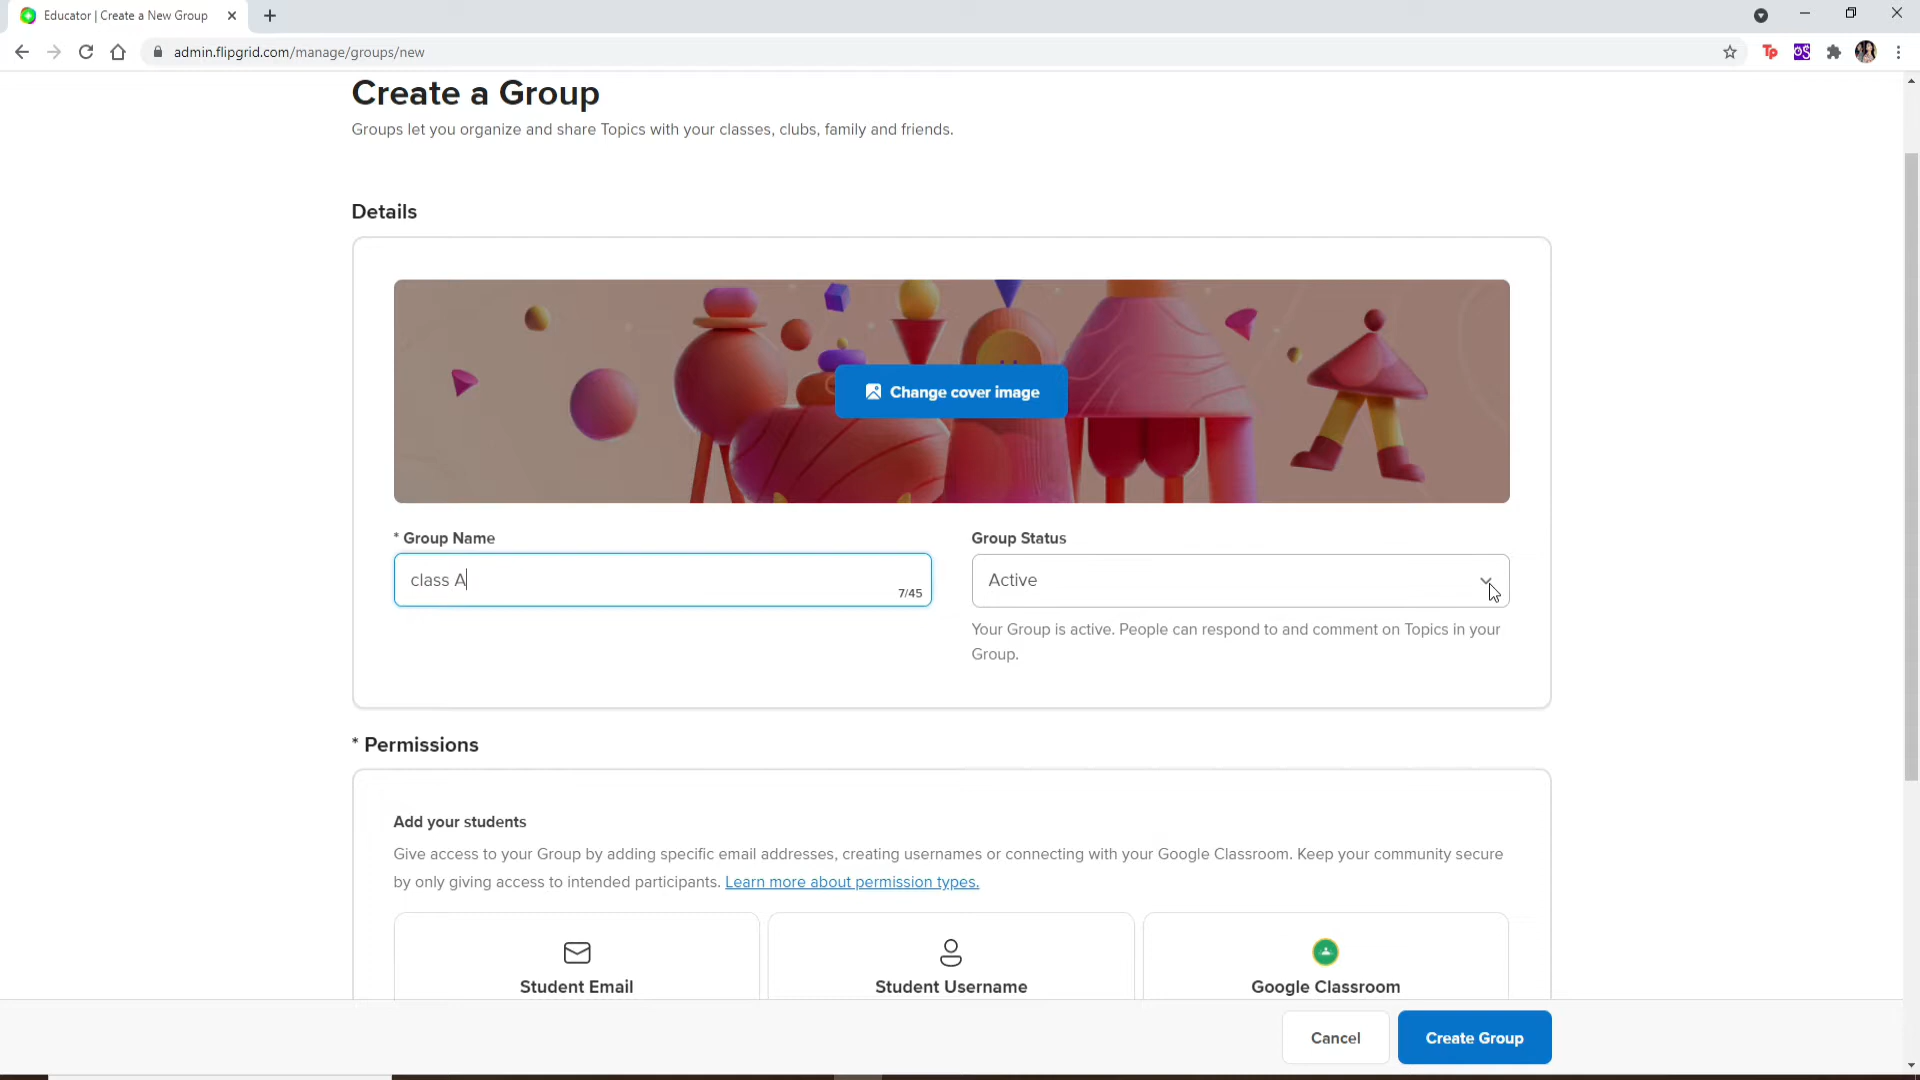 Educator | Create a New Group
admin.flipgrid.com/manage/groups/new
Tp
Create a Group
Groups let you organize and share Topics with your classes, clubs, family and friends.
Details
Change cover image
* Group Name
Group Status
class A
7/45
Active
Your Group is active. People can respond to and comment on Topics in your
Group.
* Permissions
Add your students
Give access to your Group by adding specific email addresses, creating usernames or connecting with your Google Classroom. Keep your community secure
by only giving access to intended participants. Learn more about permission types.
Student Email
Student Username
Google Classroom
Cancel
Create Group